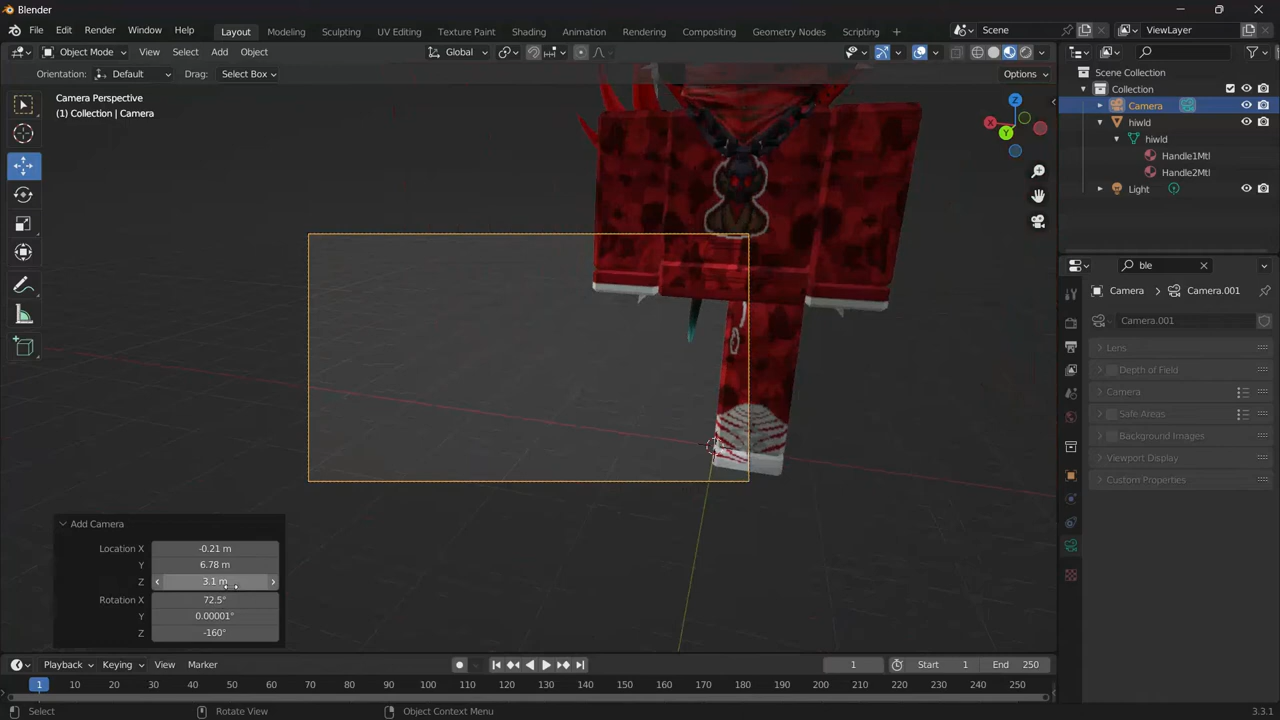 Blender
File Edit Render Window Help Layout Modeling Sculpting UV Editing Texture Paint Shading Animation Rendering Compositing Geometry Nodes Scripting + Scene ViewLayer
Object Mode View Select Add Object Global
Orientation: Default Drag: Select Box Options
Camera Perspective
(1) Collection | Camera
Z
X
Y
Scene Collection
Collection
Camera
hiwld
hiwld
Handle1Mtl
Handle2Mtl
Light
ble
Camera > Camera.001
Camera.001
Lens
Depth of Field
Camera
Safe Areas
Background Images
Viewport Display
Custom Properties
Add Camera
Location X -0.21 m
Y 6.78 m
Z 3.1 m
Rotation X 72.5°
Y 0.00001°
Z -160°
Playback Keying View Marker 1 Start 1 End 250
1 10 20 30 40 50 60 70 80 90 100 110 120 130 140 150 160 170 180 190 200 210 220 230 240 250
Select Rotate View Object Context Menu 3.3.1